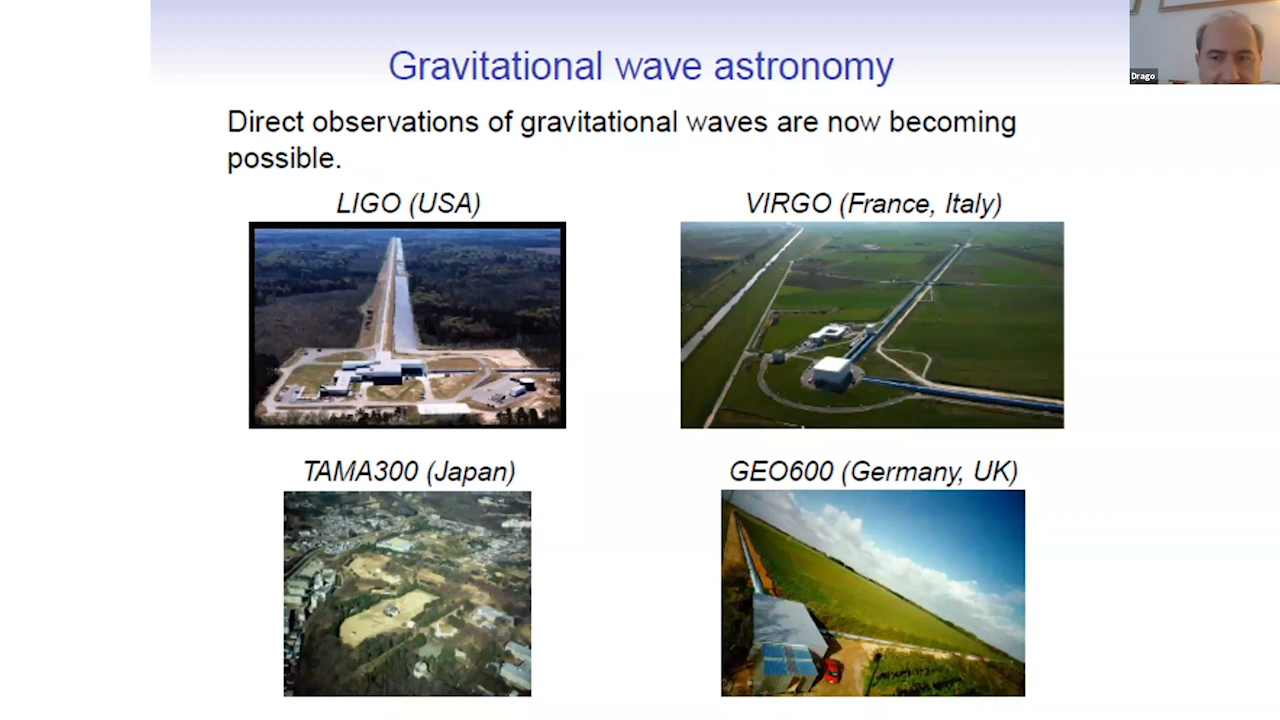 Gravitational wave astronomy
Drago
Direct observations of gravitational waves are now becoming
possible.
LIGO (USA)
VIRGO (France, Italy)
TAMA300 (Japan)
GEO600 (Germany, UK)